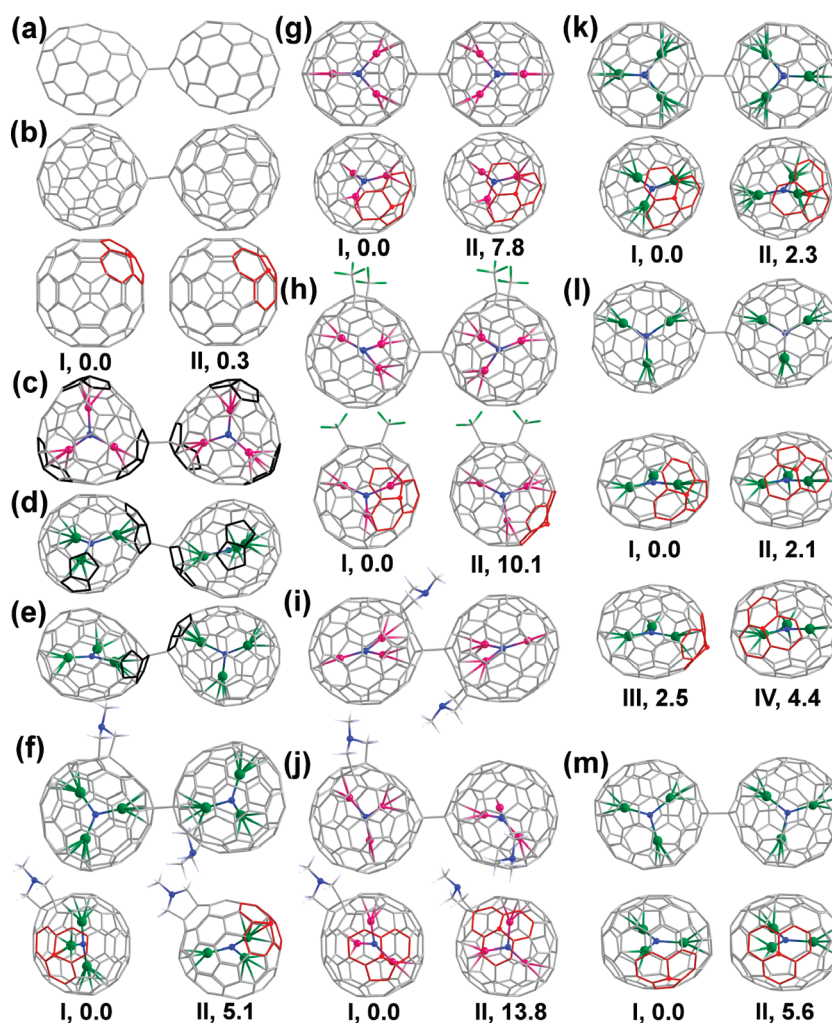 (a)
(b)
I, 0.0
II, 0.3
(c)
(d)
(e)
(f)
I, 0.0
II, 5.1
(g)
I, 0.0
II, 7.8
(h)
I, 0.0
II, 10.1
(i)
(j)
I, 0.0
II, 13.8
(k)
I, 0.0
II, 2.3
(l)
I, 0.0
II, 2.1
III, 2.5
IV, 4.4
(m)
I, 0.0
II, 5.6